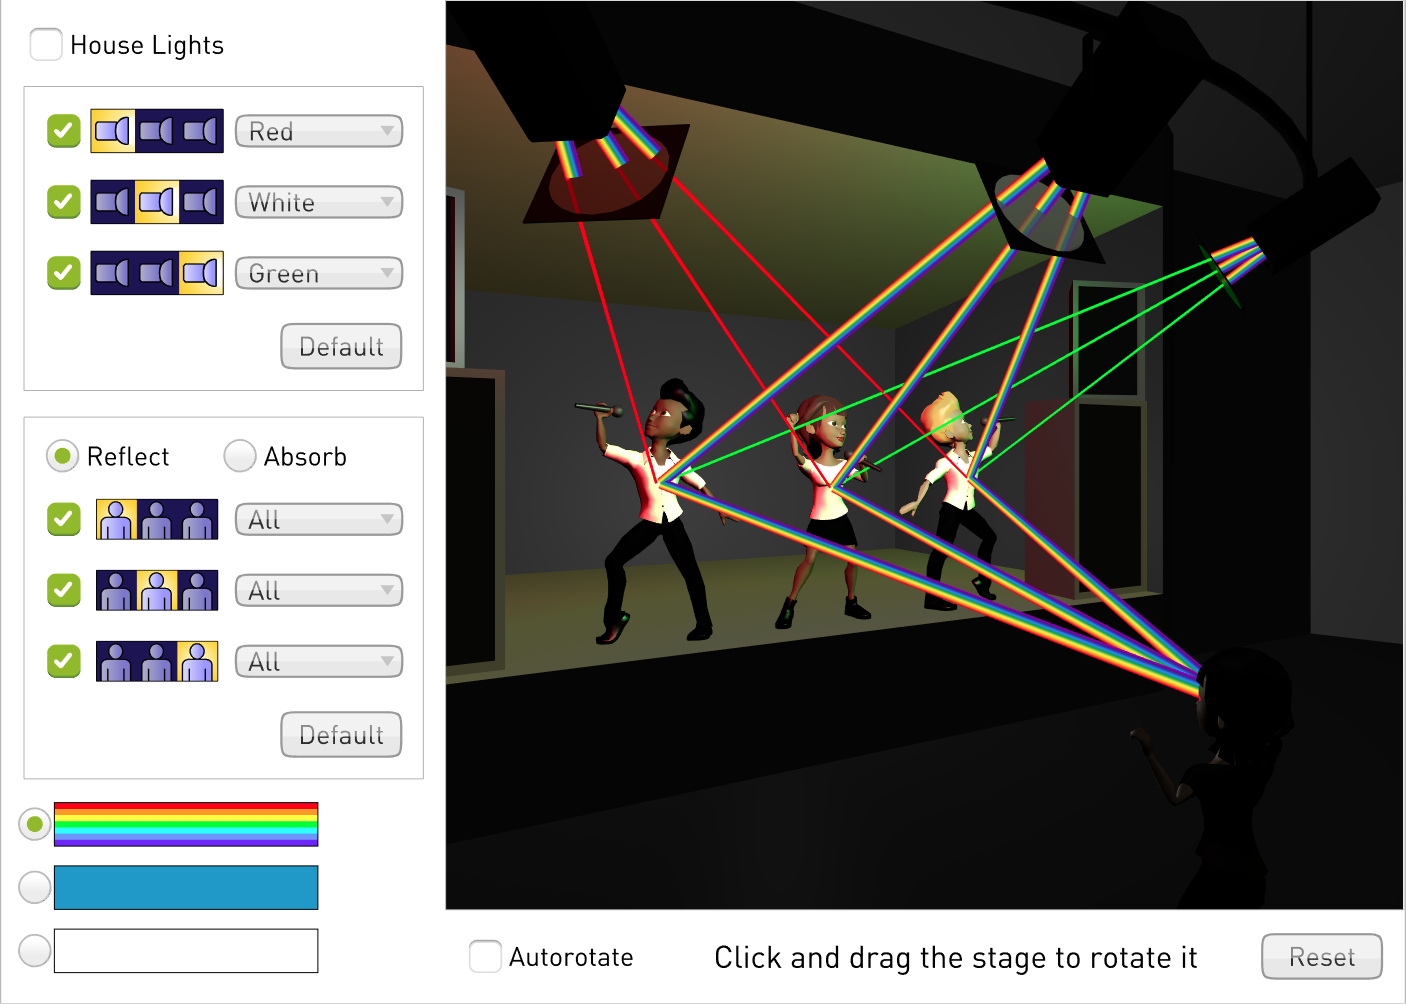 House Lights
Red
White
Green
Default
Reflect
Absorb
All
All
All
Default
Autorotate
Click and drag the stage to rotate it
Reset